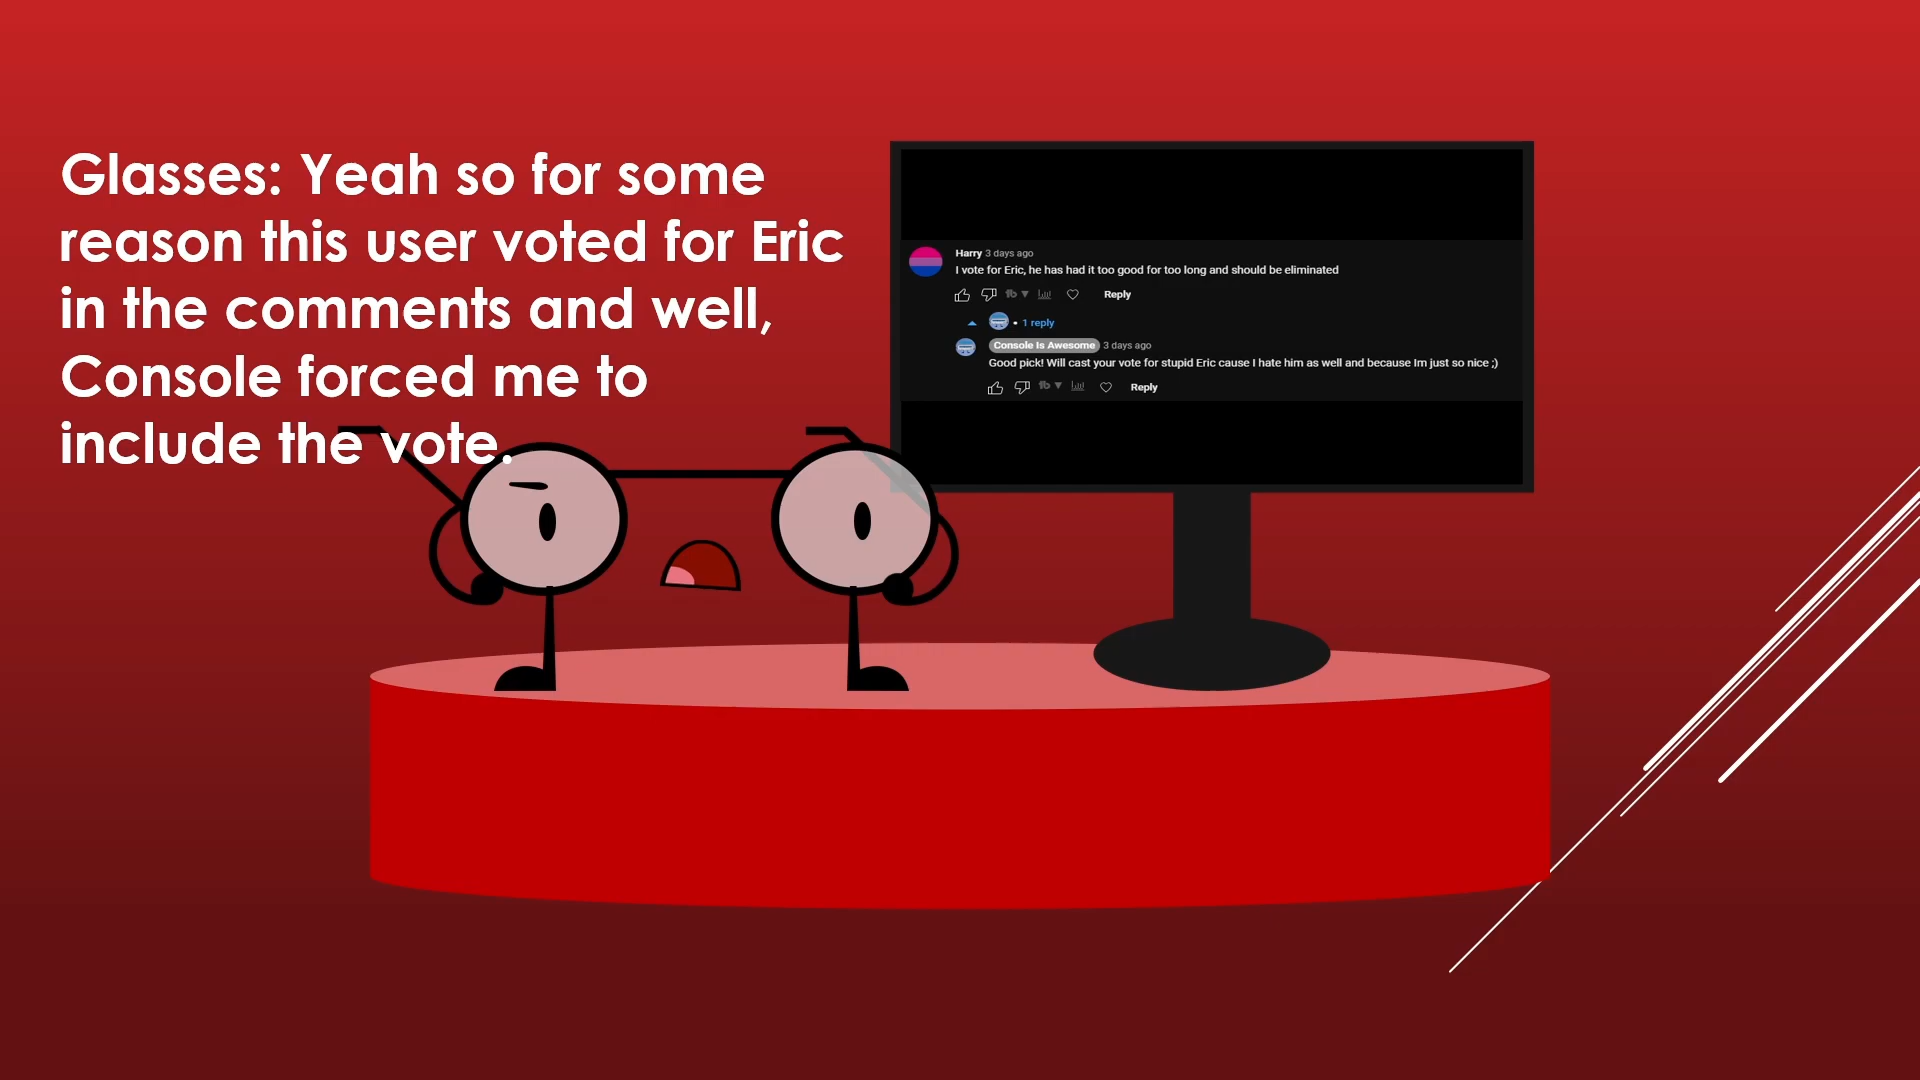 Glasses: Yeah so for some
reason this user voted for Eric
in the comments and well,
Console forced me to
include the vote.
Harry 3 days ago
I vote for Eric, he has had it too good for too long and should be eliminated
Reply
• 1 reply
Console Is Awesome 3 days ago
Good pick! Will cast your vote for stupid Eric cause I hate him as well and because Im just so nice ;)
Reply